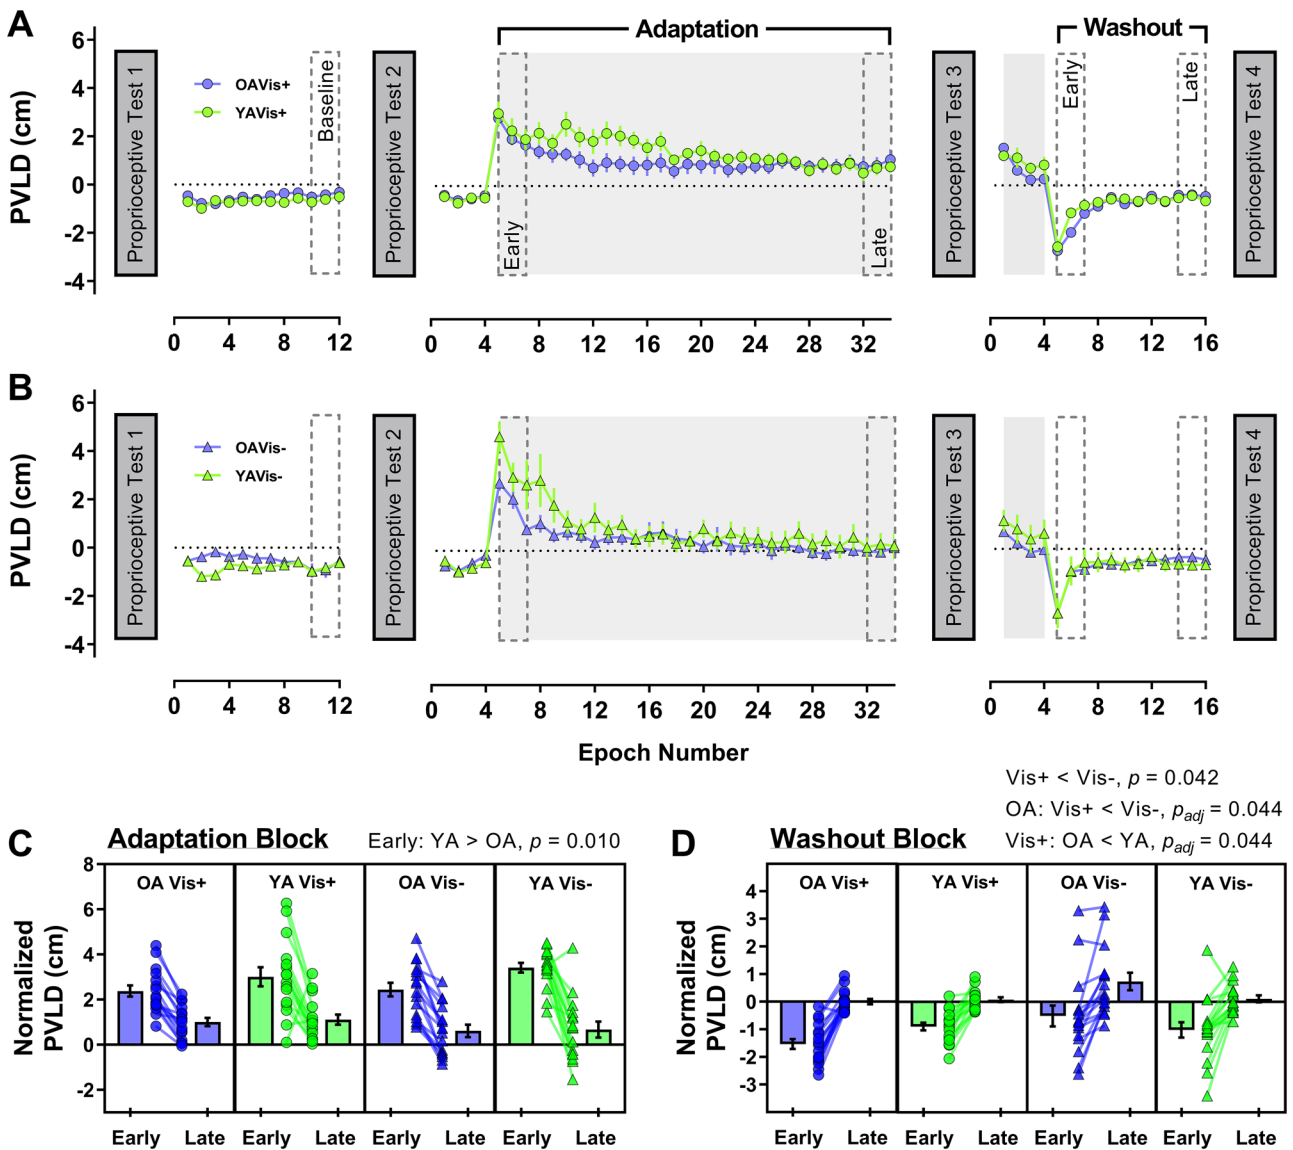 A
Adaptation
Washout
6
4
2
0
-2
-4
PVLD (cm)
Proprioceptive Test 1
OAVis+
YAVis+
Baseline
Proprioceptive Test 2
Early
Late
Proprioceptive Test 3
Early
Late
Proprioceptive Test 4
0 4 8 12
0 4 8 12 16 20 24 28 32
0 4 8 12 16
B
6
4
2
0
-2
-4
PVLD (cm)
Proprioceptive Test 1
OAVis-
YAVis-
Proprioceptive Test 2
Proprioceptive Test 3
Proprioceptive Test 4
0 4 8 12
0 4 8 12 16 20 24 28 32
0 4 8 12 16
Epoch Number
C
Adaptation Block
Early: YA > OA, p = 0.010
8
6
4
2
0
-2
Normalized
PVLD (cm)
OA Vis+
YA Vis+
OA Vis-
YA Vis-
Early Late Early Late Early Late Early Late
Vis+ < Vis-, p = 0.042
OA: Vis+ < Vis-, padj = 0.044
Vis+: OA < YA, padj = 0.044
D
Washout Block
4
3
2
1
0
-1
-2
-3
Normalized
PVLD (cm)
OA Vis+
YA Vis+
OA Vis-
YA Vis-
Early Late Early Late Early Late Early Late